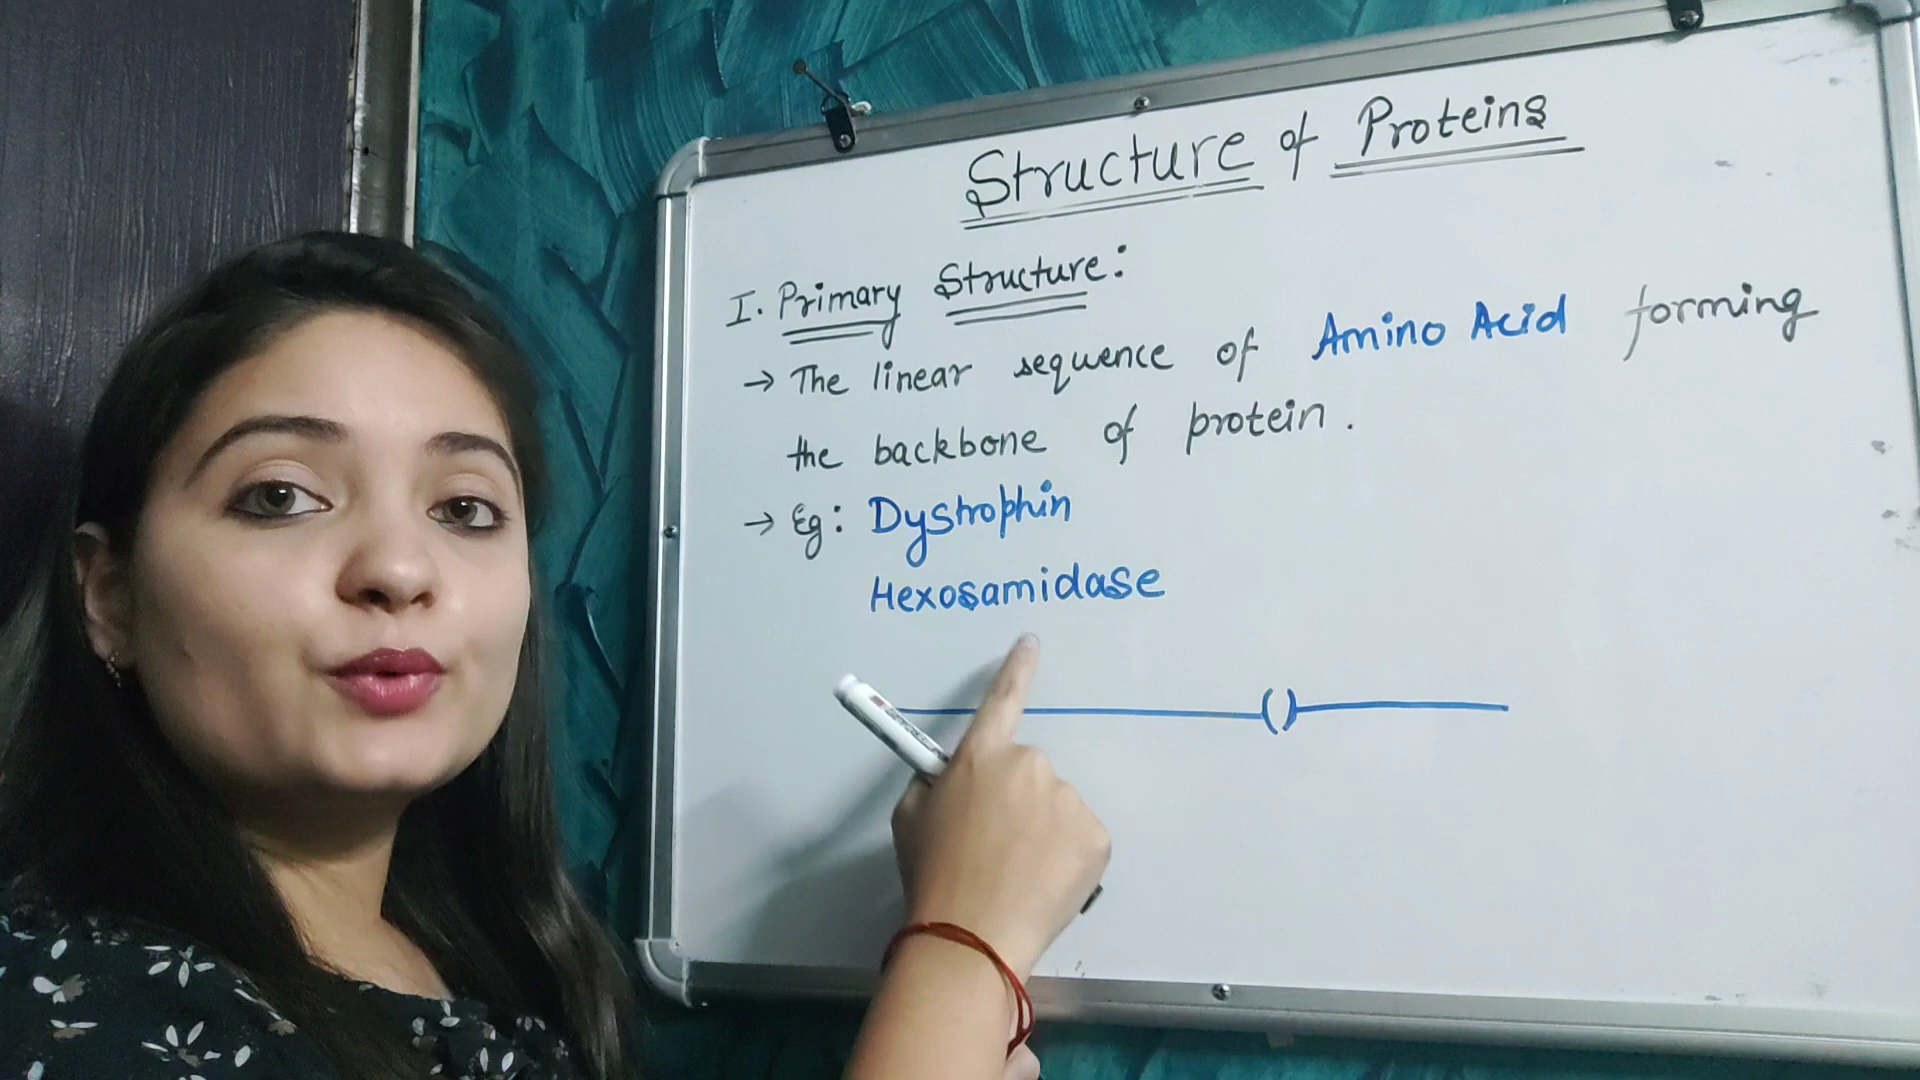 Structure of Proteins
I. Primary Structure:
→ The linear sequence of Amino Acid forming
the backbone of protein.
→ Eg: Dystrophin
Hexosamidase
()